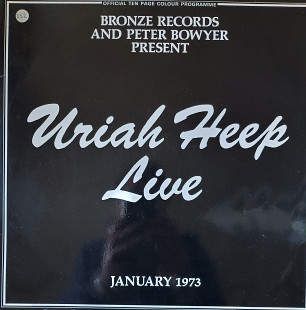 OFFICIAL TEN PAGE COLOUR PROGRAMME
BRONZE RECORDS
AND PETER BOWYER
PRESENT
Uriah Heep
Live
JANUARY 1973